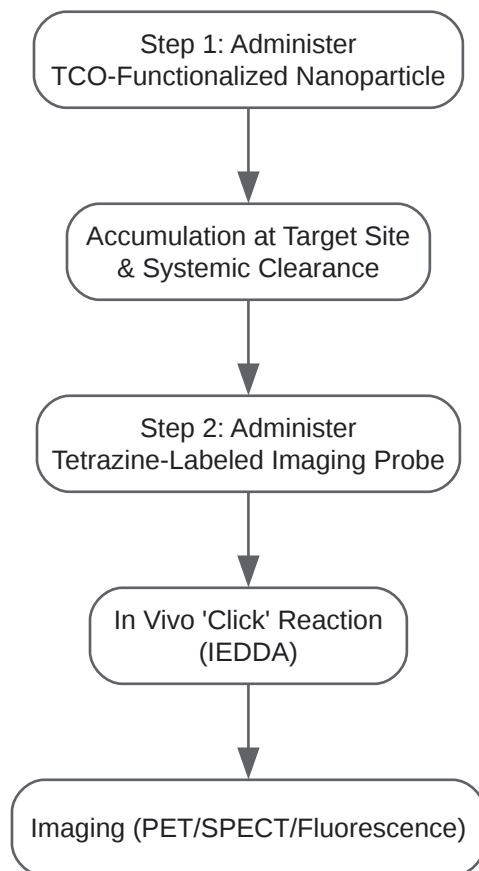 Step 1: Administer
TCO-Functionalized Nanoparticle
Accumulation at Target Site
& Systemic Clearance
Step 2: Administer
Tetrazine-Labeled Imaging Probe
In Vivo 'Click' Reaction
(IEDDA)
Imaging (PET/SPECT/Fluorescence)